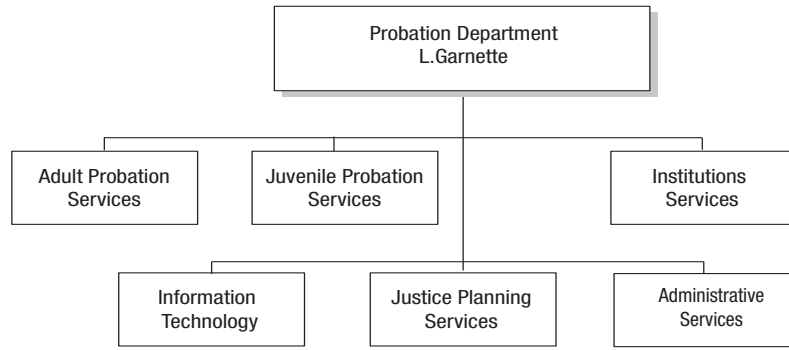 Probation Department
L.Garnette
Adult Probation
Services
Juvenile Probation
Services
Institutions
Services
Information
Technology
Justice Planning
Services
Administrative
Services